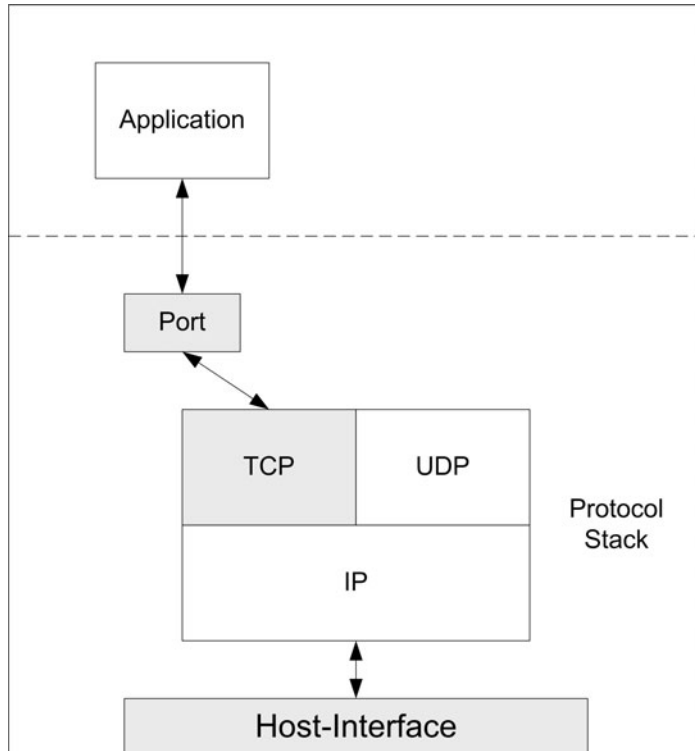 Application
Port
TCP
UDP
Protocol
Stack
IP
Host-Interface